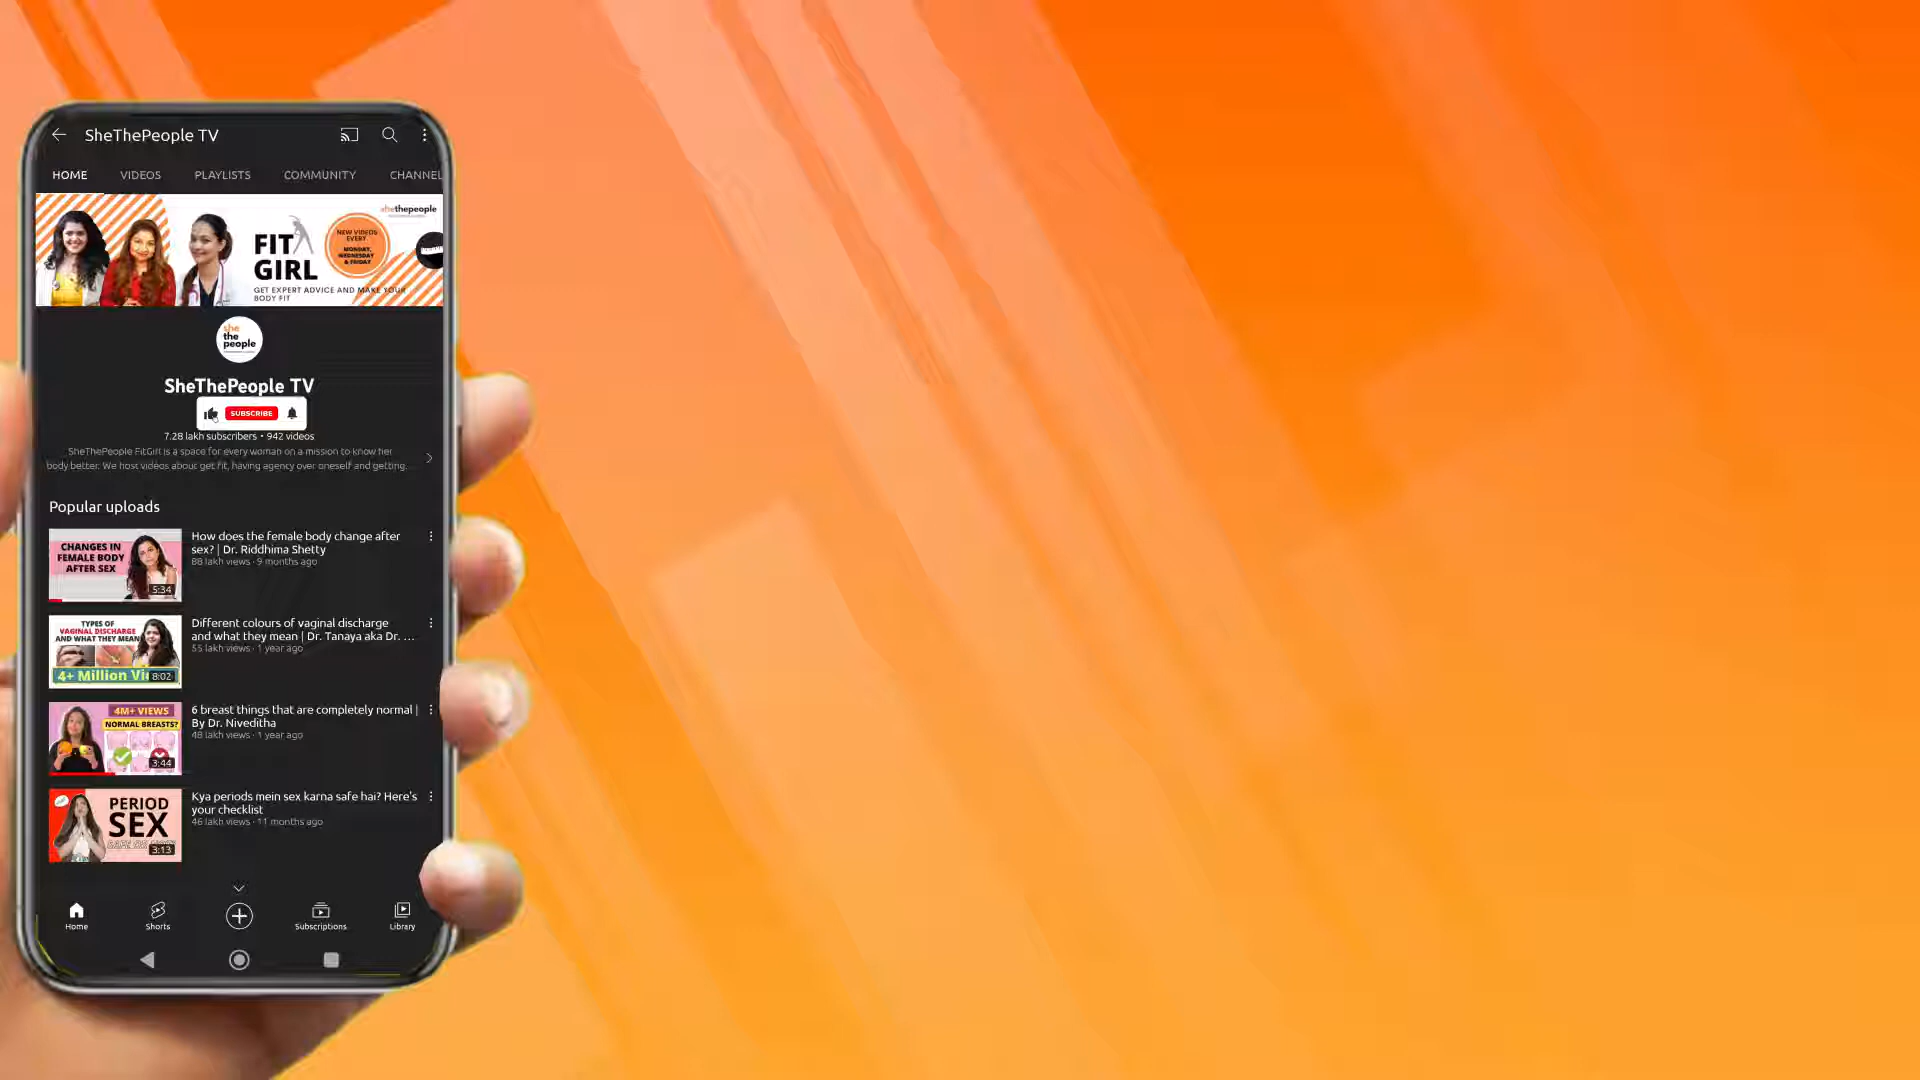 SheThePeople TV
HOME VIDEOS PLAYLISTS COMMUNITY CHANNEL
shethepeople
FIT
GIRL
NEW VIDEOS
EVERY
MONDAY,
WEDNESDAY
& FRIDAY
GET EXPERT ADVICE AND MAKE YOUR
BODY FIT
she
the
people
SheThePeople TV
SUBSCRIBE
7.28 lakh subscribers • 942 videos
SheThePeople FitGirl is a space for every woman on a mission to know her
body better. We host videos about get fit, having agency over oneself and getting...
Popular uploads
CHANGES IN
FEMALE BODY
AFTER SEX
5:34
How does the female body change after
sex? | Dr. Riddhima Shetty
88 lakh views · 9 months ago
TYPES OF
VAGINAL DISCHARGE
AND WHAT THEY MEAN
4+ Million Vi
8:02
Different colours of vaginal discharge
and what they mean | Dr. Tanaya aka Dr. ...
55 lakh views · 1 year ago
4M+ VIEWS
NORMAL BREASTS?
3:44
6 breast things that are completely normal |
By Dr. Niveditha
48 lakh views · 1 year ago
PERIOD
SEX
3:13
Kya periods mein sex karna safe hai? Here's
your checklist
46 lakh views · 11 months ago
Home Shorts Subscriptions Library